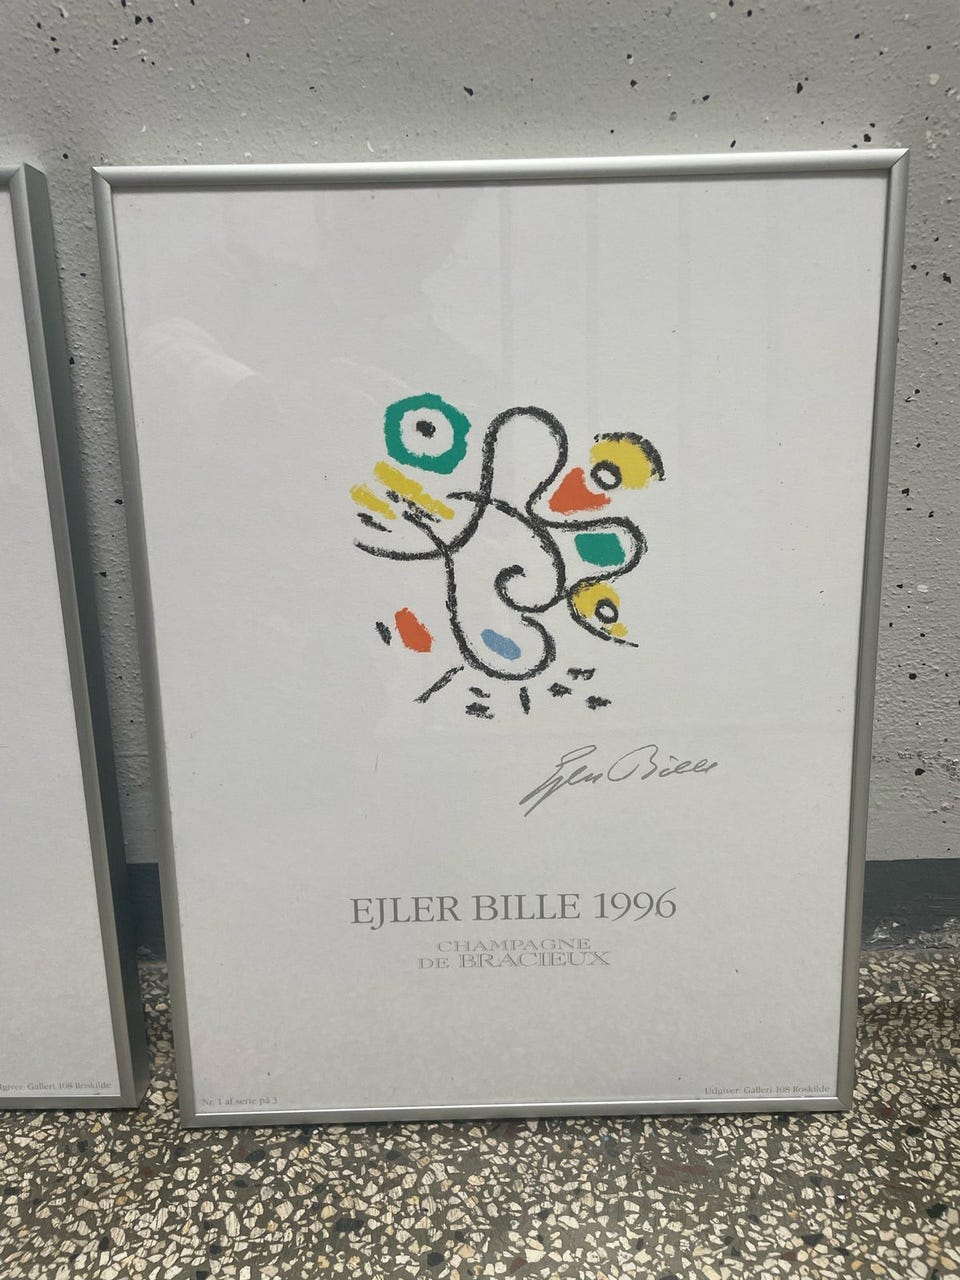 Ejler Bille
EJLER BILLE 1996
CHAMPAGNE
DE BRACIEUX
Nr. 1 af serie på 3
Udgiver: Galleri 108 Roskilde
Galleri 108 Roskilde